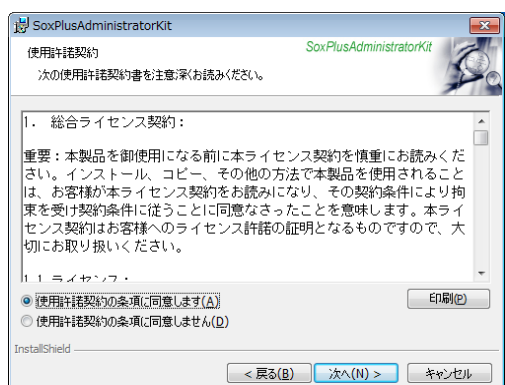 SoxPlusAdministratorKit
使用許諾契約
SoxPlusAdministratorKit
次の使用許諾契約書を注意深くお読みください。
1. 総合ライセンス契約：
重要：本製品を御使用になる前に本ライセンス契約を慎重にお読みくだ
さい。インストール、コピー、その他の方法で本製品を使用されること
は、お客様が本ライセンス契約をお読みになり、その契約条件により拘
束を受け契約条件に従うことに同意なさったことを意味します。本ライ
センス契約はお客様へのライセンス許諾の証明となるものですので、大
切にお取り扱いください。
1.1 ライセンス：
使用許諾契約の条項に同意します(A)
印刷(P)
使用許諾契約の条項に同意しません(D)
InstallShield
< 戻る(B)
次へ(N) >
キャンセル